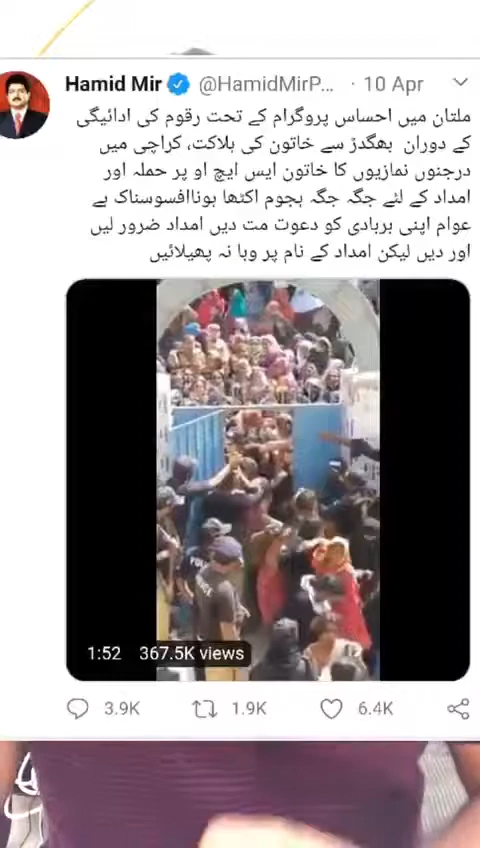 Hamid Mir @HamidMirP... · 10 Apr
ملتان میں احساس پروگرام کے تحت رقوم کی ادائیگی
کے دوران بھگدڑ سے خاتون کی ہلاکت، کراچی میں
درجنوں نمازیوں کا خاتون ایس ایچ او پر حملہ اور
امداد کے لئے جگہ جگہ ہجوم اکٹھا ہوناافسوسناک ہے
عوام اپنی بربادی کو دعوت مت دیں امداد ضرور لیں
اور دیں لیکن امداد کے نام پر وبا نہ پھیلائیں
1:52 367.5K views
3.9K 1.9K 6.4K